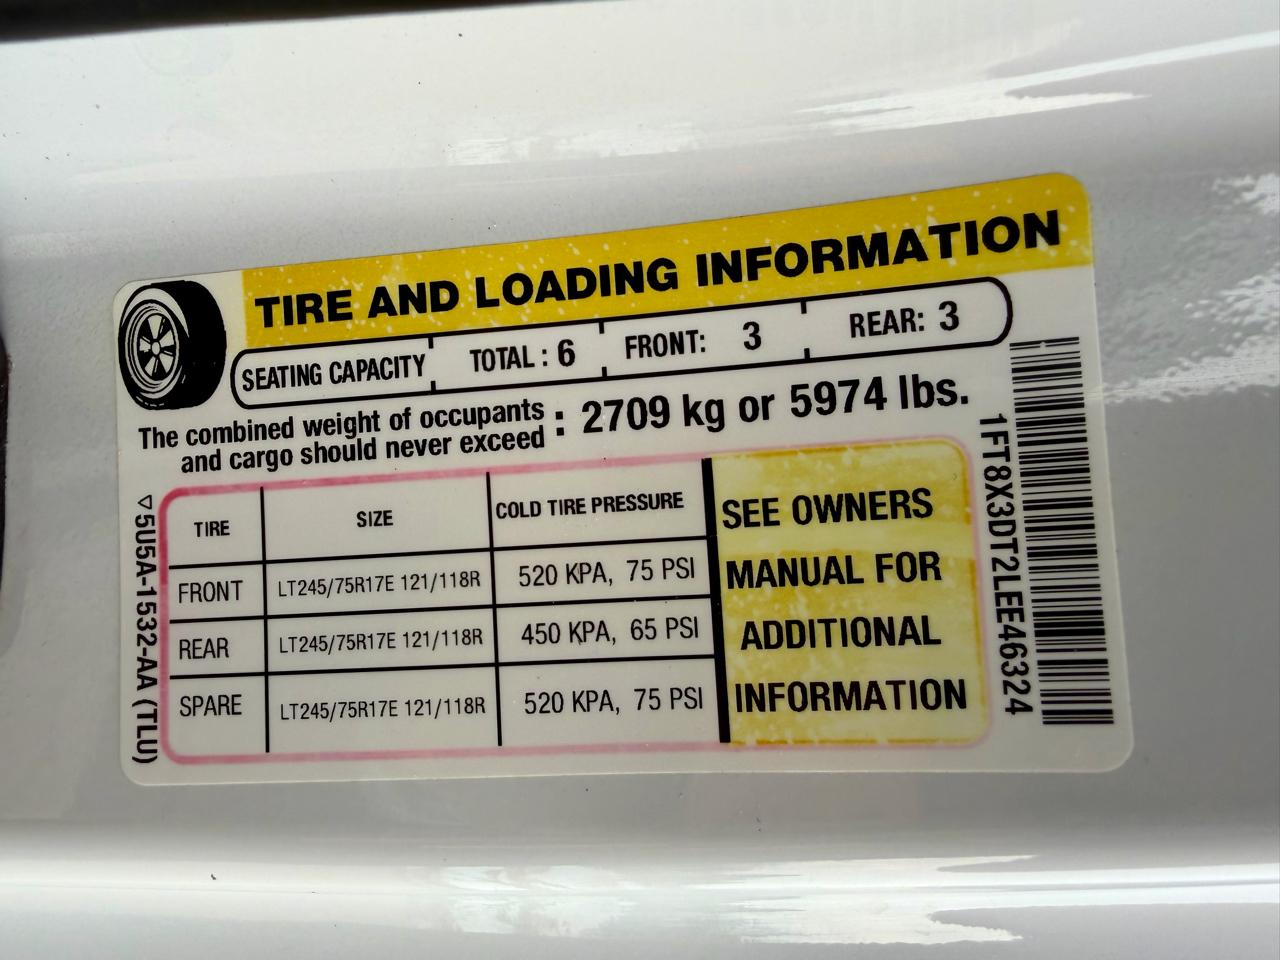 TIRE AND LOADING INFORMATION
SEATING CAPACITY TOTAL : 6 FRONT: 3 REAR: 3
The combined weight of occupants
and cargo should never exceed : 2709 kg or 5974 lbs.
TIRE SIZE COLD TIRE PRESSURE
FRONT LT245/75R17E 121/118R 520 KPA, 75 PSI
REAR LT245/75R17E 121/118R 450 KPA, 65 PSI
SPARE LT245/75R17E 121/118R 520 KPA, 75 PSI
SEE OWNERS
MANUAL FOR
ADDITIONAL
INFORMATION
5U5A-1532-AA (TLU)
1FT8X3DT2LEE46324